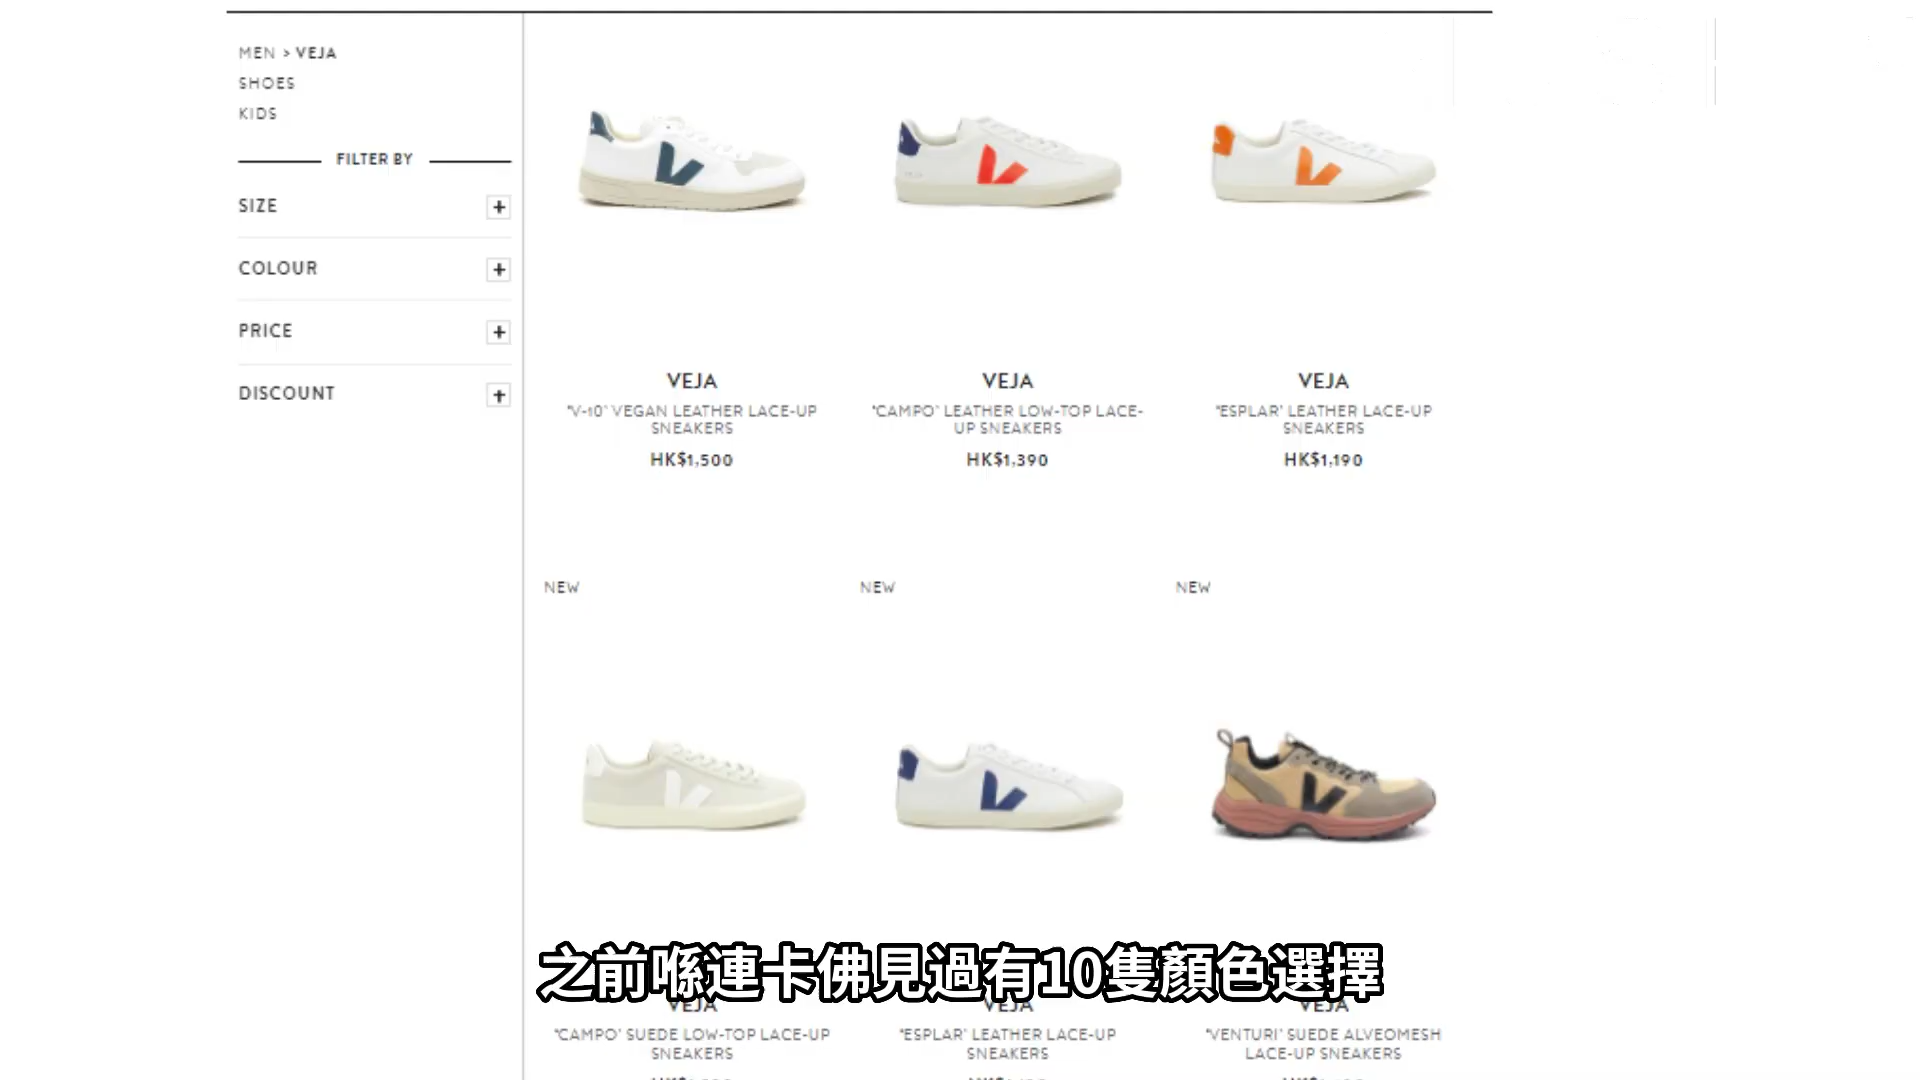 MEN > VEJA
SHOES
KIDS
FILTER BY
SIZE
COLOUR
PRICE
DISCOUNT
VEJA
"V-10" VEGAN LEATHER LACE-UP
SNEAKERS
HK$1,500
VEJA
"CAMPO" LEATHER LOW-TOP LACE-
UP SNEAKERS
HK$1,390
VEJA
"ESPLAR" LEATHER LACE-UP
SNEAKERS
HK$1,190
NEW
NEW
NEW
之前喺連卡佛見過有10隻顏色選擇
VEJA
"CAMPO" SUEDE LOW-TOP LACE-UP
SNEAKERS
VEJA
"ESPLAR" LEATHER LACE-UP
SNEAKERS
VEJA
"VENTURI" SUEDE ALVEOMESH
LACE-UP SNEAKERS